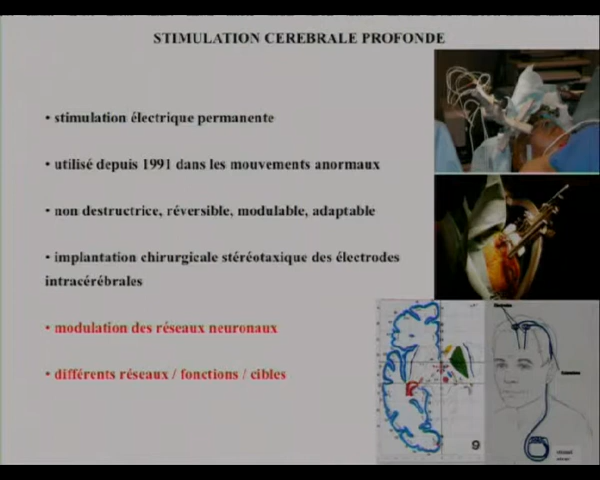 STIMULATION CEREBRALE PROFONDE
• stimulation électrique permanente
• utilisé depuis 1991 dans les mouvements anormaux
• non destructrice, réversible, modulable, adaptable
• implantation chirurgicale stéréotaxique des électrodes
intracérébrales
• modulation des réseaux neuronaux
• différents réseaux / fonctions / cibles
9